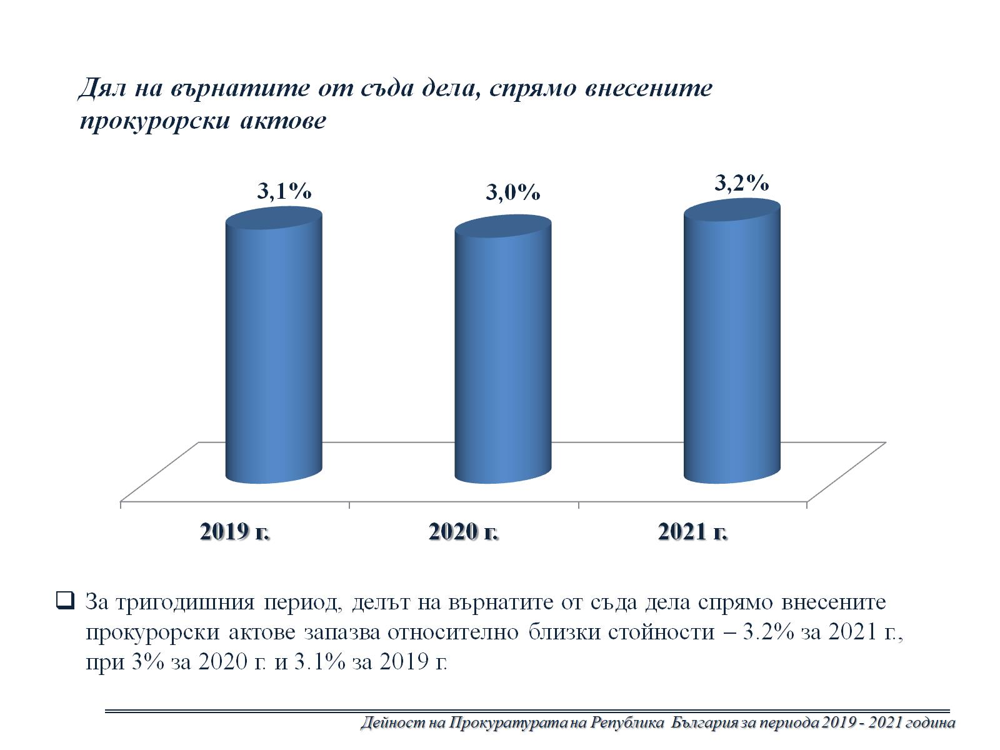 Дял на върнатите от съда дела, спрямо внесените
прокурорски актове
3,1%
3,0%
3,2%
2019 г.
2020 г.
2021 г.
За тригодишния период, делът на върнатите от съда дела спрямо внесените
прокурорски актове запазва относително близки стойности – 3.2% за 2021 г.,
при 3% за 2020 г. и 3.1% за 2019 г.
Дейност на Прокуратурата на Република България за периода 2019 - 2021 година